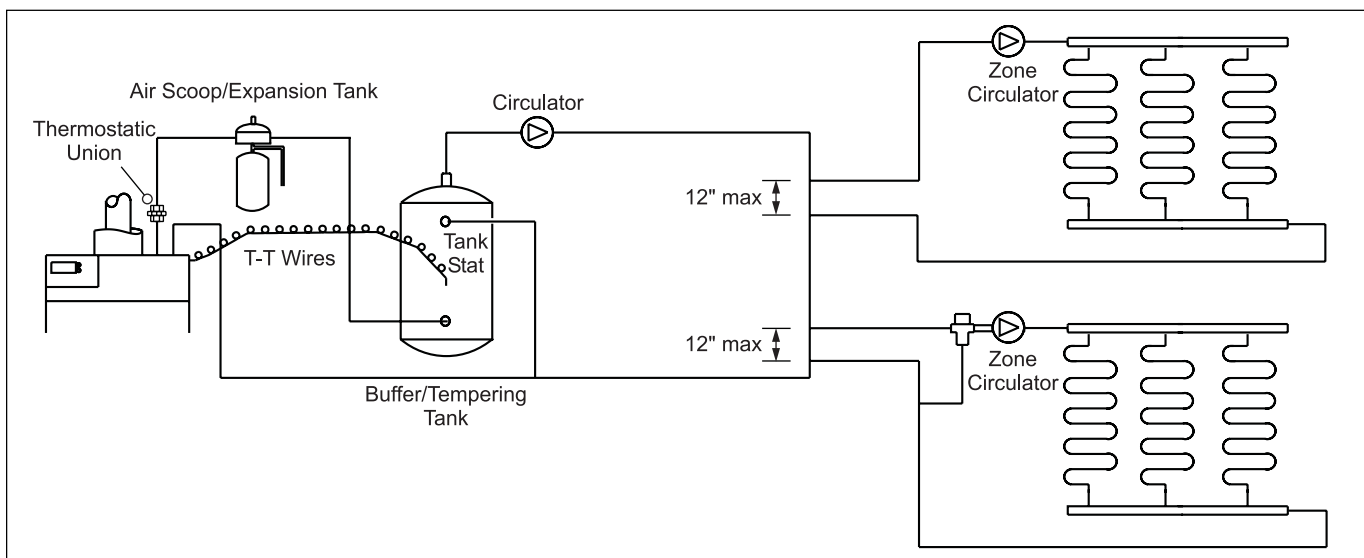 Air Scoop/Expansion Tank
Thermostatic
Union
Circulator
T-T Wires
Tank
Stat
Buffer/Tempering
Tank
12" max
12" max
Zone
Circulator
Zone
Circulator